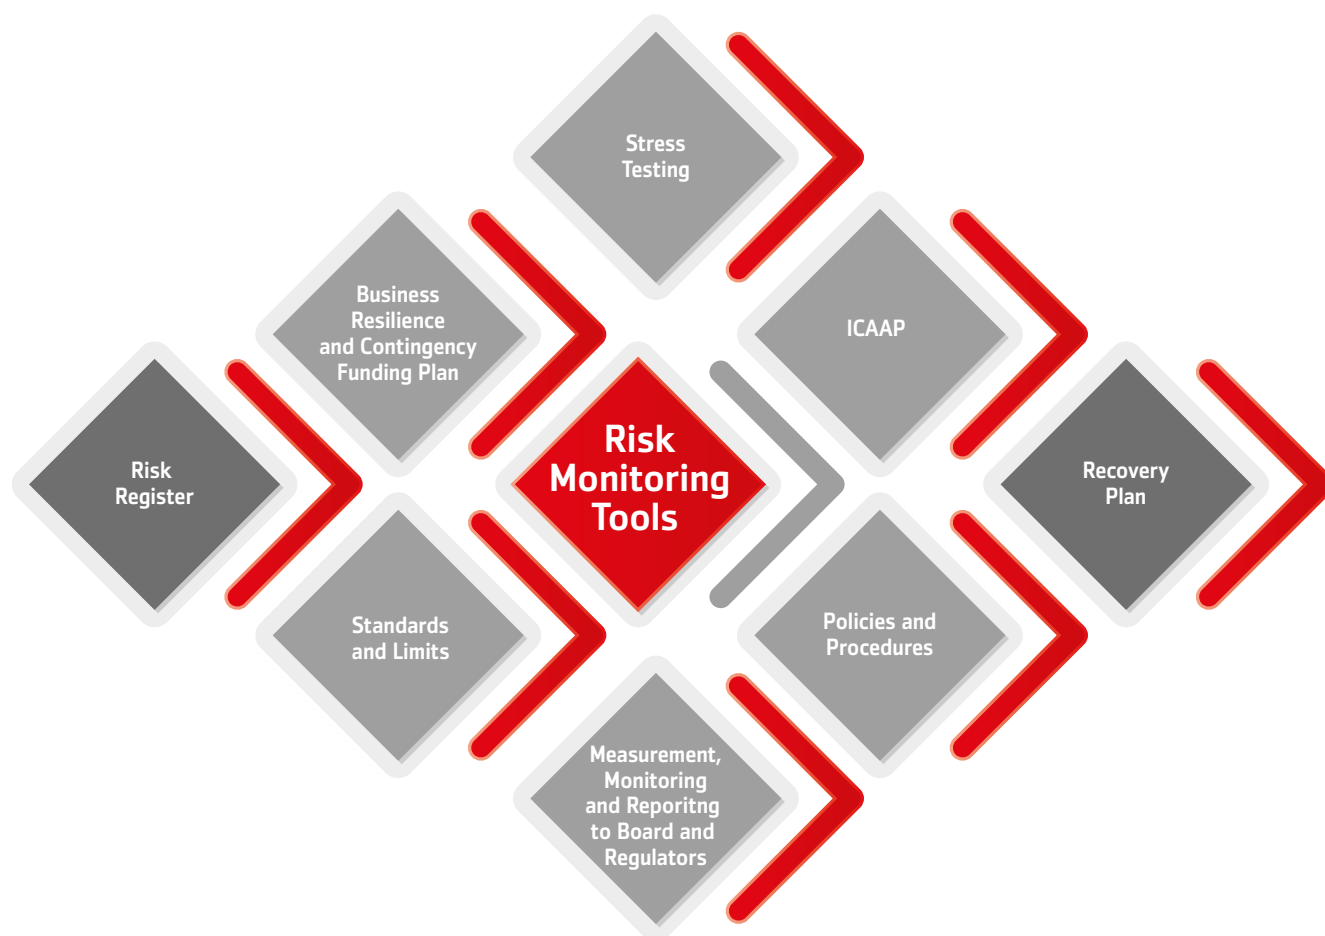 Stress
Testing
Business
Resilience
and Contingency
Funding Plan
ICAAP
Risk
Register
Risk
Monitoring
Tools
Recovery
Plan
Standards
and Limits
Policies and
Procedures
Measurement,
Monitoring
and Reporitng
to Board and
Regulators